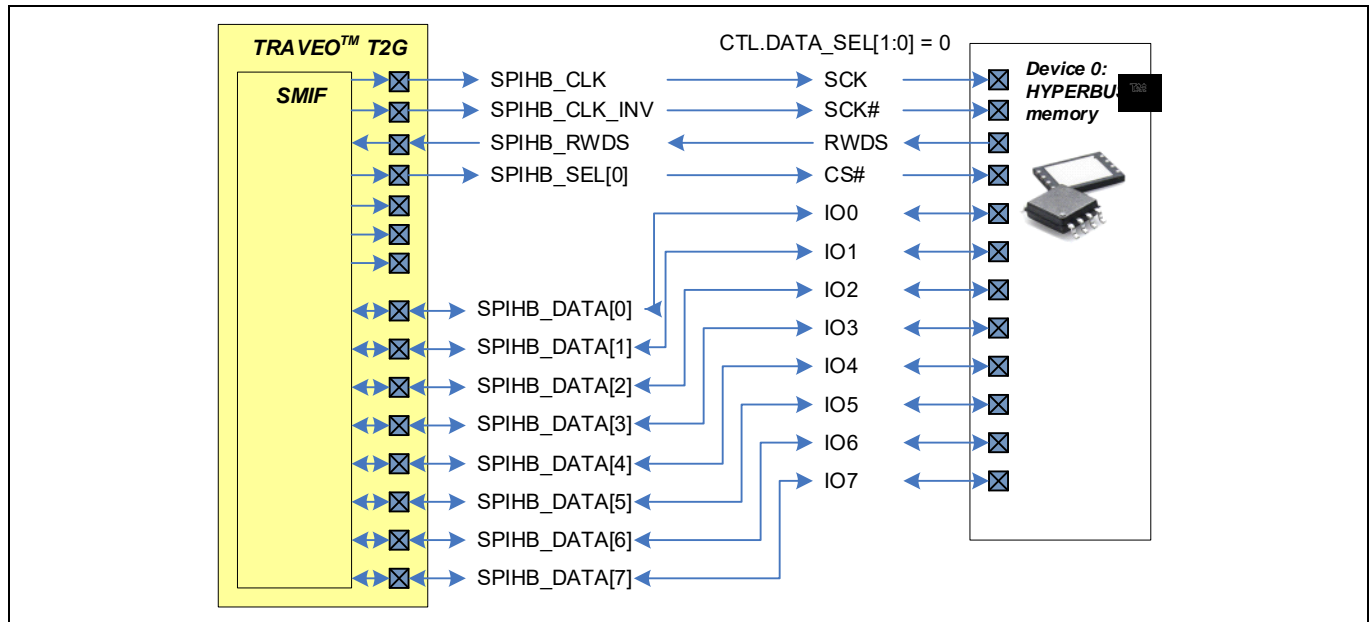 TRAVEO™ T2G
CTL.DATA_SEL[1:0] = 0
SMIF
Device 0:
HYPERBUS
memory
SPIHB_CLK
SCK
SPIHB_CLK_INV
SCK#
SPIHB_RWDS
RWDS
SPIHB_SEL[0]
CS#
IO0
IO1
IO2
SPIHB_DATA[0]
IO3
SPIHB_DATA[1]
IO4
SPIHB_DATA[2]
IO5
SPIHB_DATA[3]
IO6
SPIHB_DATA[4]
IO7
SPIHB_DATA[5]
SPIHB_DATA[6]
SPIHB_DATA[7]